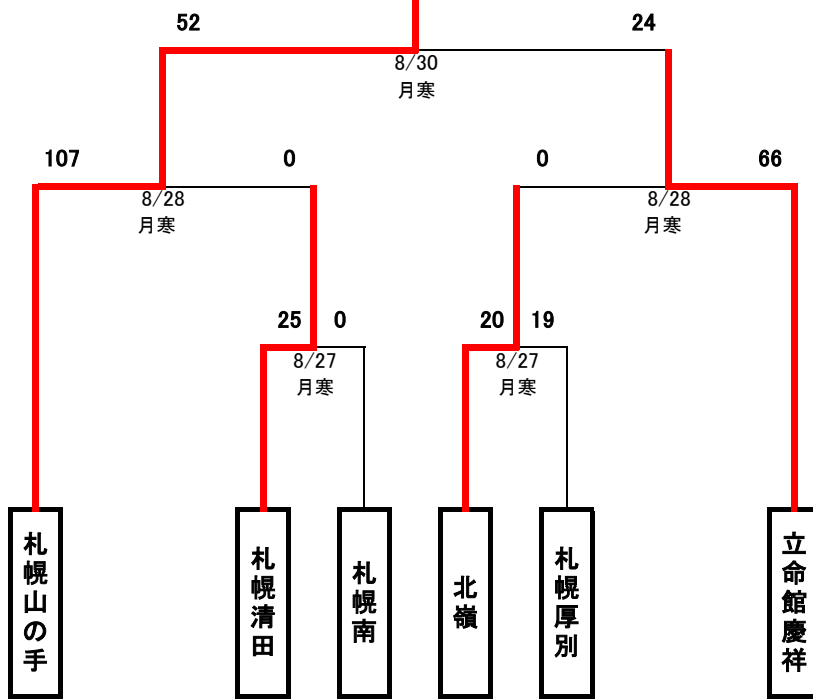 52 24
8/30
月寒
107 0 0 66
8/28 8/28
月寒 月寒
25 0 20 19
8/27 8/27
月寒 月寒
札幌山の手
札幌清田
札幌南
北嶺
札幌厚別
立命館慶祥